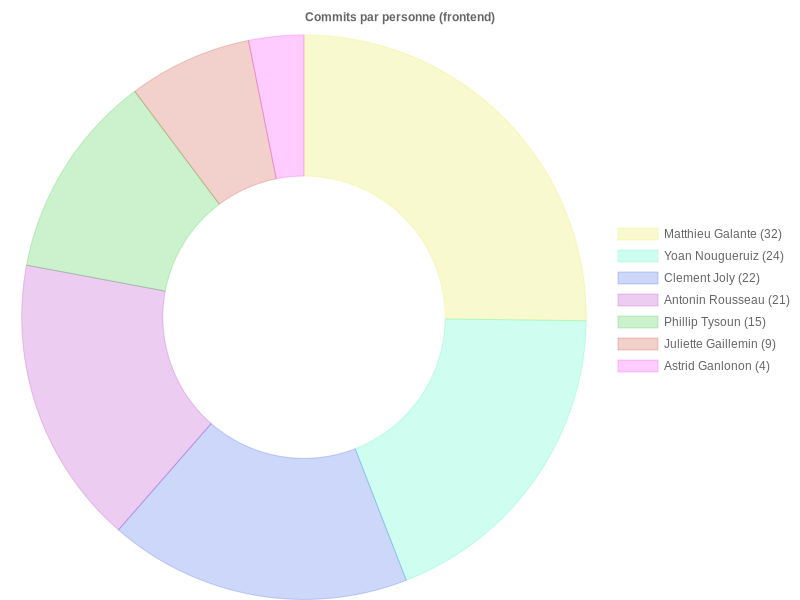 Commits par personne (frontend)
Matthieu Galante (32)
Yoan Nougueruiz (24)
Clement Joly (22)
Antonin Rousseau (21)
Phillip Tysoun (15)
Juliette Gaillemin (9)
Astrid Ganlonon (4)